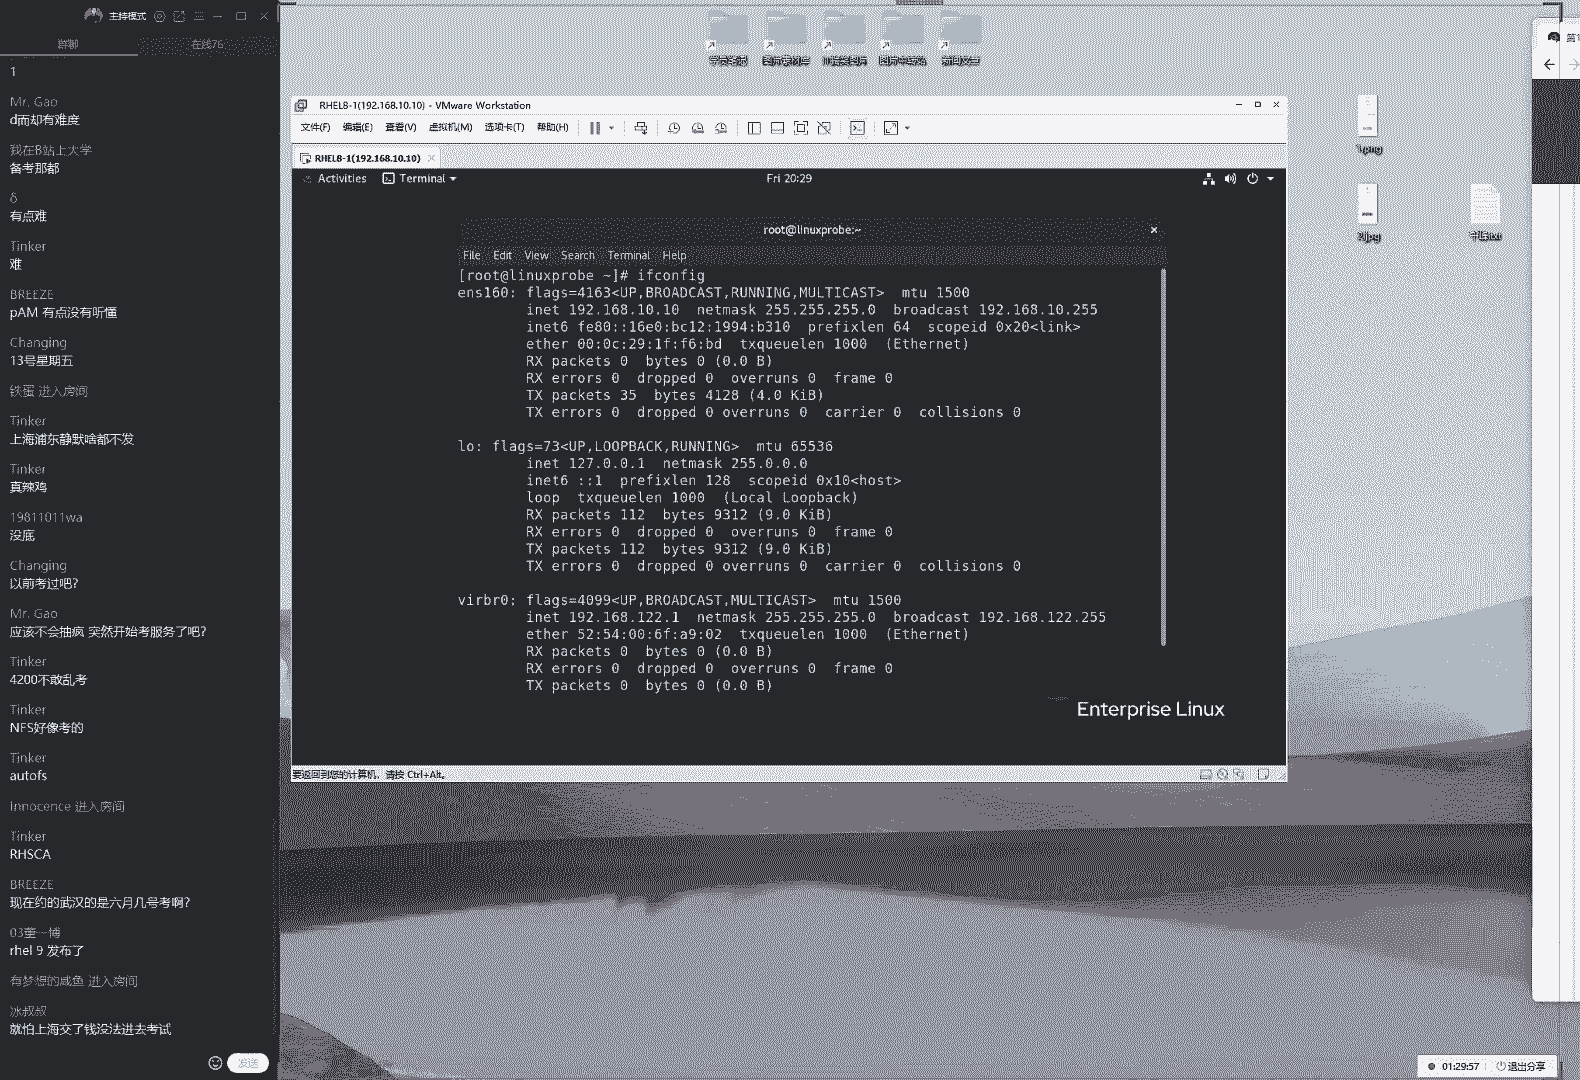 主持模式
群聊
在线76
1
Mr. Gao
d而却有难度
我在B站上大学
备考那都
δ
有点难
Tinker
难
BREEZE
pAM 有点没有听懂
Changing
13号星期五
铁蛋 进入房间
Tinker
上海浦东静默啥都不发
Tinker
真辣鸡
19811011wa
没底
Changing
以前考过吧?
Mr. Gao
应该不会抽疯 突然开始考服务了吧?
Tinker
4200不敢乱考
Tinker
NFS好像考的
Tinker
autofs
Innocence 进入房间
Tinker
RHSCA
BREEZE
现在约的武汉的是六月几号考啊?
03董一博
rhel 9 发布了
有梦想的咸鱼 进入房间
冰叔叔
就怕上海交了钱没法进去考试
发送
RHEL8-1(192.168.10.10) - VMware Workstation
文件(F) 编辑(E) 查看(V) 虚拟机(M) 选项卡(T) 帮助(H)
RHEL8-1(192.168.10.10)
Activities Terminal Fri 20:29
root@linuxprobe:~
File Edit View Search Terminal Help
[root@linuxprobe ~]# ifconfig
ens160: flags=4163<UP,BROADCAST,RUNNING,MULTICAST>  mtu 1500
inet 192.168.10.10  netmask 255.255.255.0  broadcast 192.168.10.255
inet6 fe80::16e0:bc12:1994:b310  prefixlen 64  scopeid 0x20<link>
ether 00:0c:29:1f:f6:bd  txqueuelen 1000  (Ethernet)
RX packets 0  bytes 0 (0.0 B)
RX errors 0  dropped 0  overruns 0  frame 0
TX packets 35  bytes 4128 (4.0 KiB)
TX errors 0  dropped 0 overruns 0  carrier 0  collisions 0
lo: flags=73<UP,LOOPBACK,RUNNING>  mtu 65536
inet 127.0.0.1  netmask 255.0.0.0
inet6 ::1  prefixlen 128  scopeid 0x10<host>
loop  txqueuelen 1000  (Local Loopback)
RX packets 112  bytes 9312 (9.0 KiB)
RX errors 0  dropped 0  overruns 0  frame 0
TX packets 112  bytes 9312 (9.0 KiB)
TX errors 0  dropped 0 overruns 0  carrier 0  collisions 0
virbr0: flags=4099<UP,BROADCAST,MULTICAST>  mtu 1500
inet 192.168.122.1  netmask 255.255.255.0  broadcast 192.168.122.255
ether 52:54:00:6f:a9:02  txqueuelen 1000  (Ethernet)
RX packets 0  bytes 0 (0.0 B)
RX errors 0  dropped 0  overruns 0  frame 0
TX packets 0  bytes 0 (0.0 B)
Enterprise Linux
要返回到您的计算机，请按 Ctrl+Alt。
1.png
2.jpg
01:29:57 退出分享